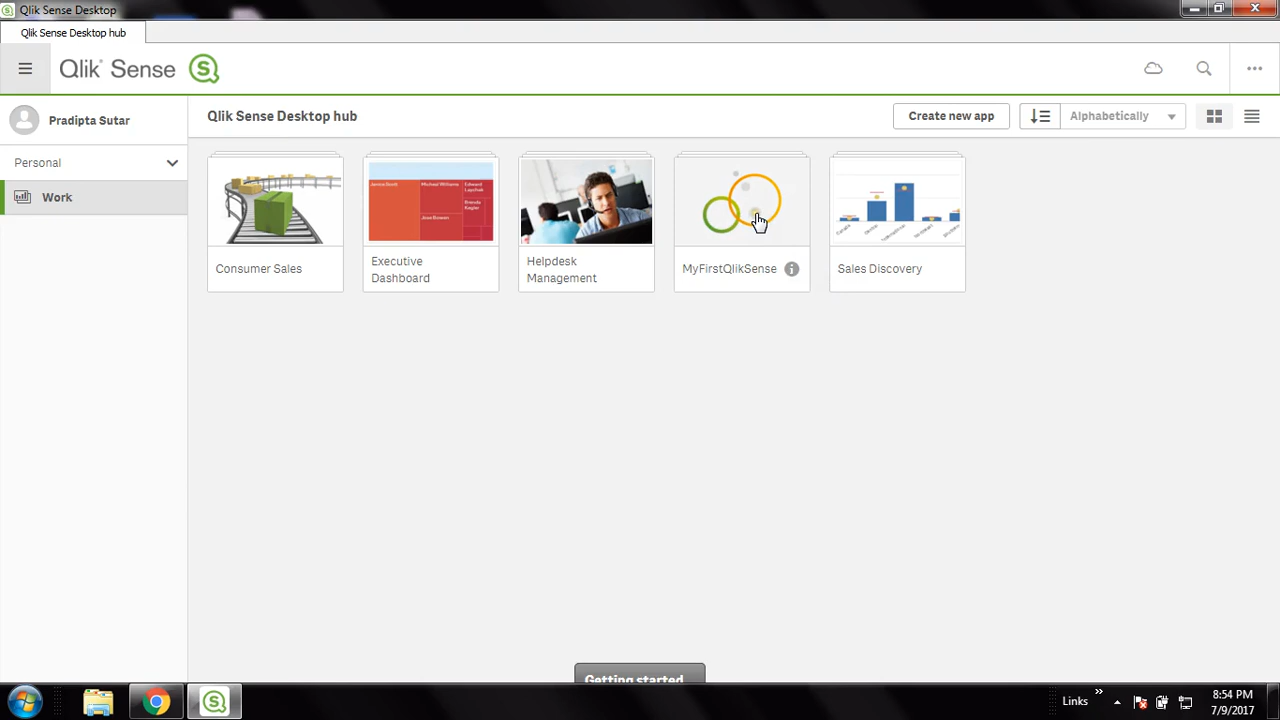 Qlik Sense Desktop
Qlik Sense Desktop hub
Qlik Sense
Pradipta Sutar
Qlik Sense Desktop hub
Create new app
Alphabetically
Personal
Work
Consumer Sales
Executive
Dashboard
Helpdesk
Management
MyFirstQlikSense
Sales Discovery
Getting started
Links
8:54 PM
7/9/2017